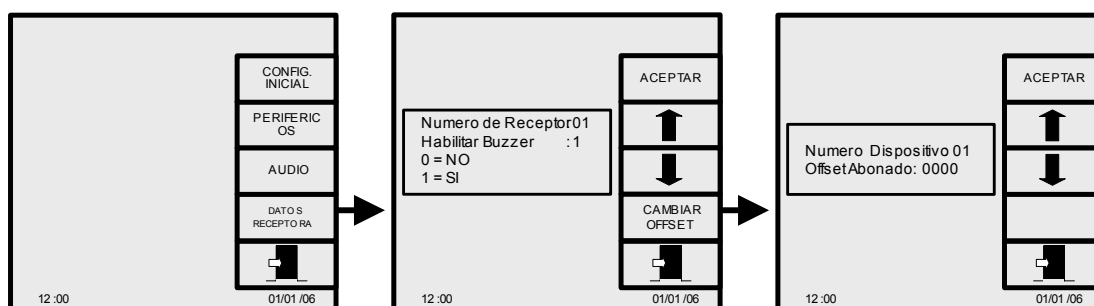 CONFIG.
INICIAL
PERIFERIC
OS
AUDIO
DATOS
RECEPTORA
12:00
01/01/06
ACEPTAR
Numero de Receptor01
Habilitar Buzzer :1
0 = NO
1 = SI
CAMBIAR
OFFSET
12:00
01/01/06
ACEPTAR
Numero Dispositivo 01
Offset Abonado: 0000
12:00
01/01/06